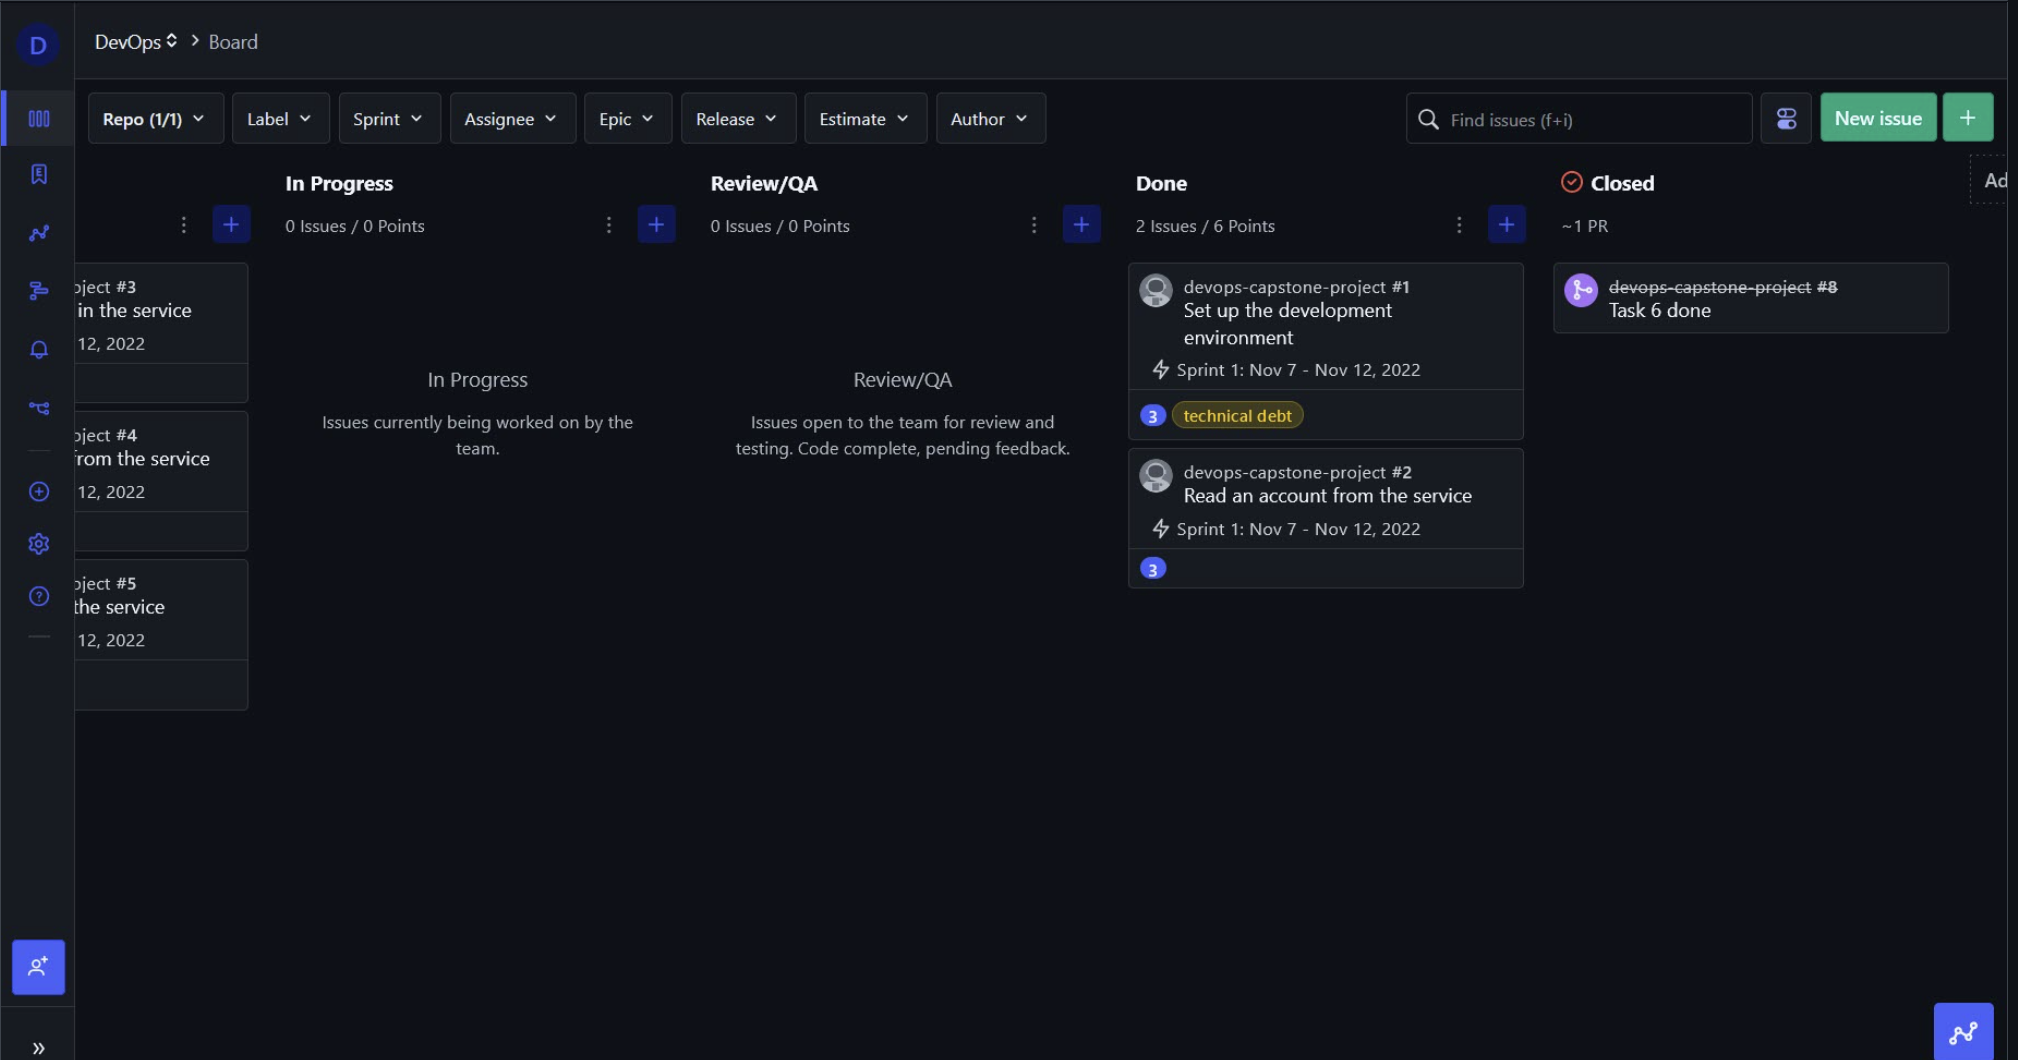 D
DevOps > Board
Repo (1/1)
Label
Sprint
Assignee
Epic
Release
Estimate
Author
Find issues (f+i)
New issue
+
In Progress
0 Issues / 0 Points
Review/QA
0 Issues / 0 Points
Done
2 Issues / 6 Points
Closed
~1 PR
Ad
oject #3
in the service
12, 2022
oject #4
from the service
12, 2022
oject #5
the service
12, 2022
In Progress
Issues currently being worked on by the
team.
Review/QA
Issues open to the team for review and
testing. Code complete, pending feedback.
devops-capstone-project #1
Set up the development
environment
Sprint 1: Nov 7 - Nov 12, 2022
3 technical debt
devops-capstone-project #2
Read an account from the service
Sprint 1: Nov 7 - Nov 12, 2022
3
devops-capstone-project #8
Task 6 done